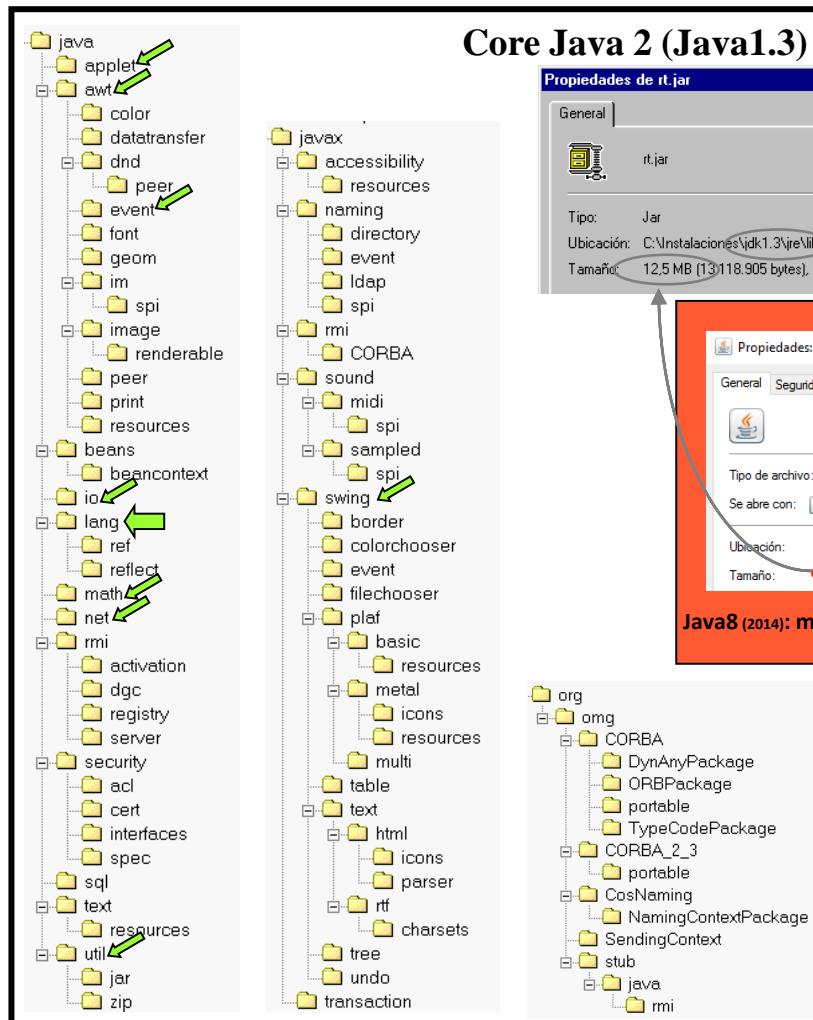 Core Java 2 (Java1.3)
java
applet
awt
color
datatransfer
dnd
peer
event
font
geom
im
spi
image
renderable
peer
print
resources
beans
beancontext
io
lang
ref
reflect
math
net
rmi
activation
dgc
registry
server
security
acl
cert
interfaces
spec
sql
text
resources
util
jar
zip
javax
accessibility
resources
naming
directory
event
ldap
spi
rmi
CORBA
sound
midi
spi
sampled
spi
swing
border
colorchooser
event
filechooser
plaf
basic
resources
metal
icons
resources
multi
table
text
html
icons
parser
rtf
charsets
tree
undo
transaction
Propiedades de rt.jar
General
rt.jar
Tipo: Jar
Ubicación: C:\Instalaciones\jdk1.3\jre\lib
Tamaño: 12,5 MB (13.118.905 bytes),
Propiedades:
General Segurid
Tipo de archivo:
Se abre con:
Ubicación:
Tamaño:
Java8 (2014): m
org
omg
CORBA
DynAnyPackage
ORBPackage
portable
TypeCodePackage
CORBA_2_3
portable
CosNaming
NamingContextPackage
SendingContext
stub
java
rmi